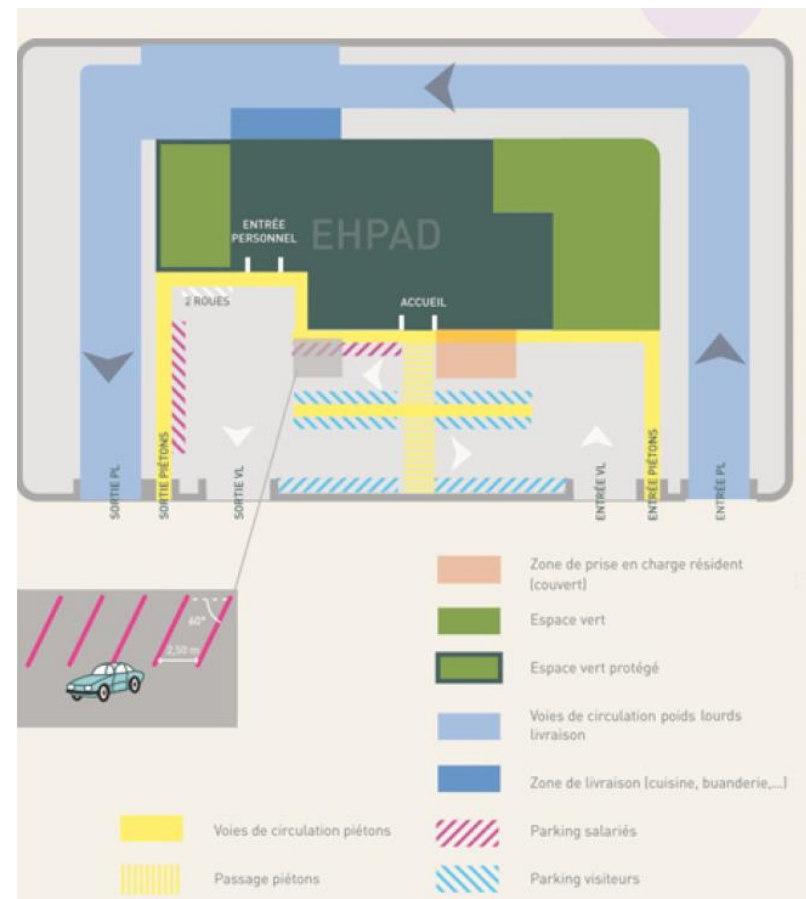 ENTRÉE
PERSONNEL
EHPAD
2 ROUES
ACCUEIL
SORTIE PL
SORTIE PIÉTONS
SORTIE VL
ENTRÉE VL
ENTRÉE PIÉTONS
ENTRÉE PL
60°
2,50 m
Zone de prise en charge résident
(couvert)
Espace vert
Espace vert protégé
Voies de circulation poids lourds
livraison
Zone de livraison (cuisine, buanderie,...)
Voies de circulation piétons
Parking salariés
Passage piétons
Parking visiteurs